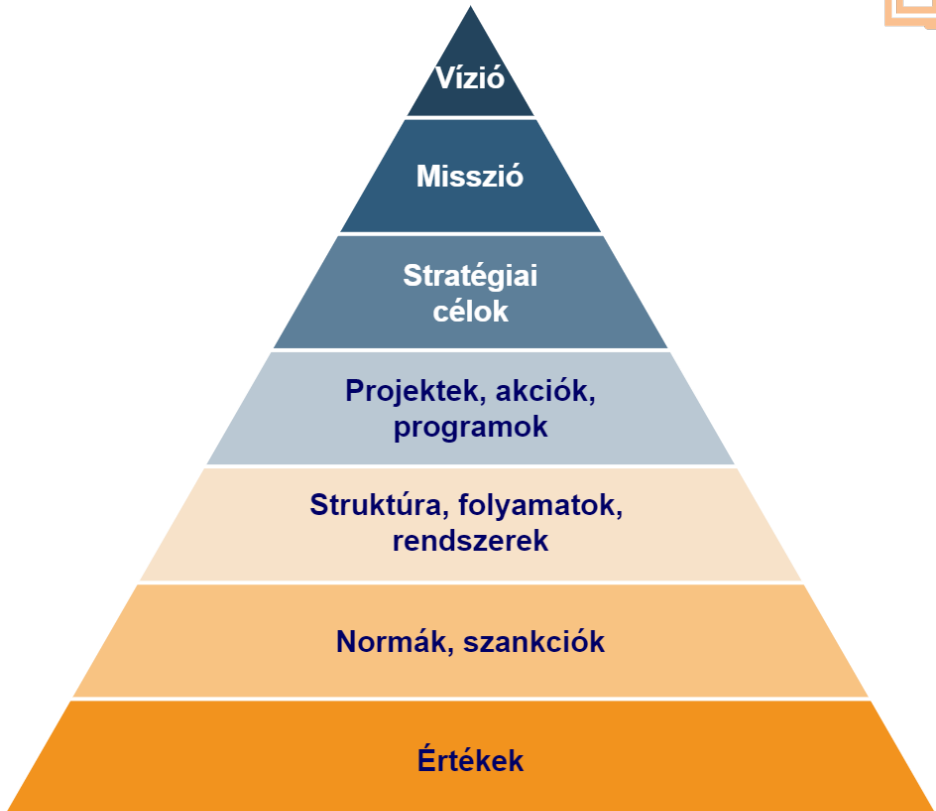 Vízió
Misszió
Stratégiai
célok
Projektek, akciók,
programok
Struktúra, folyamatok,
rendszerek
Normák, szankciók
Értékek